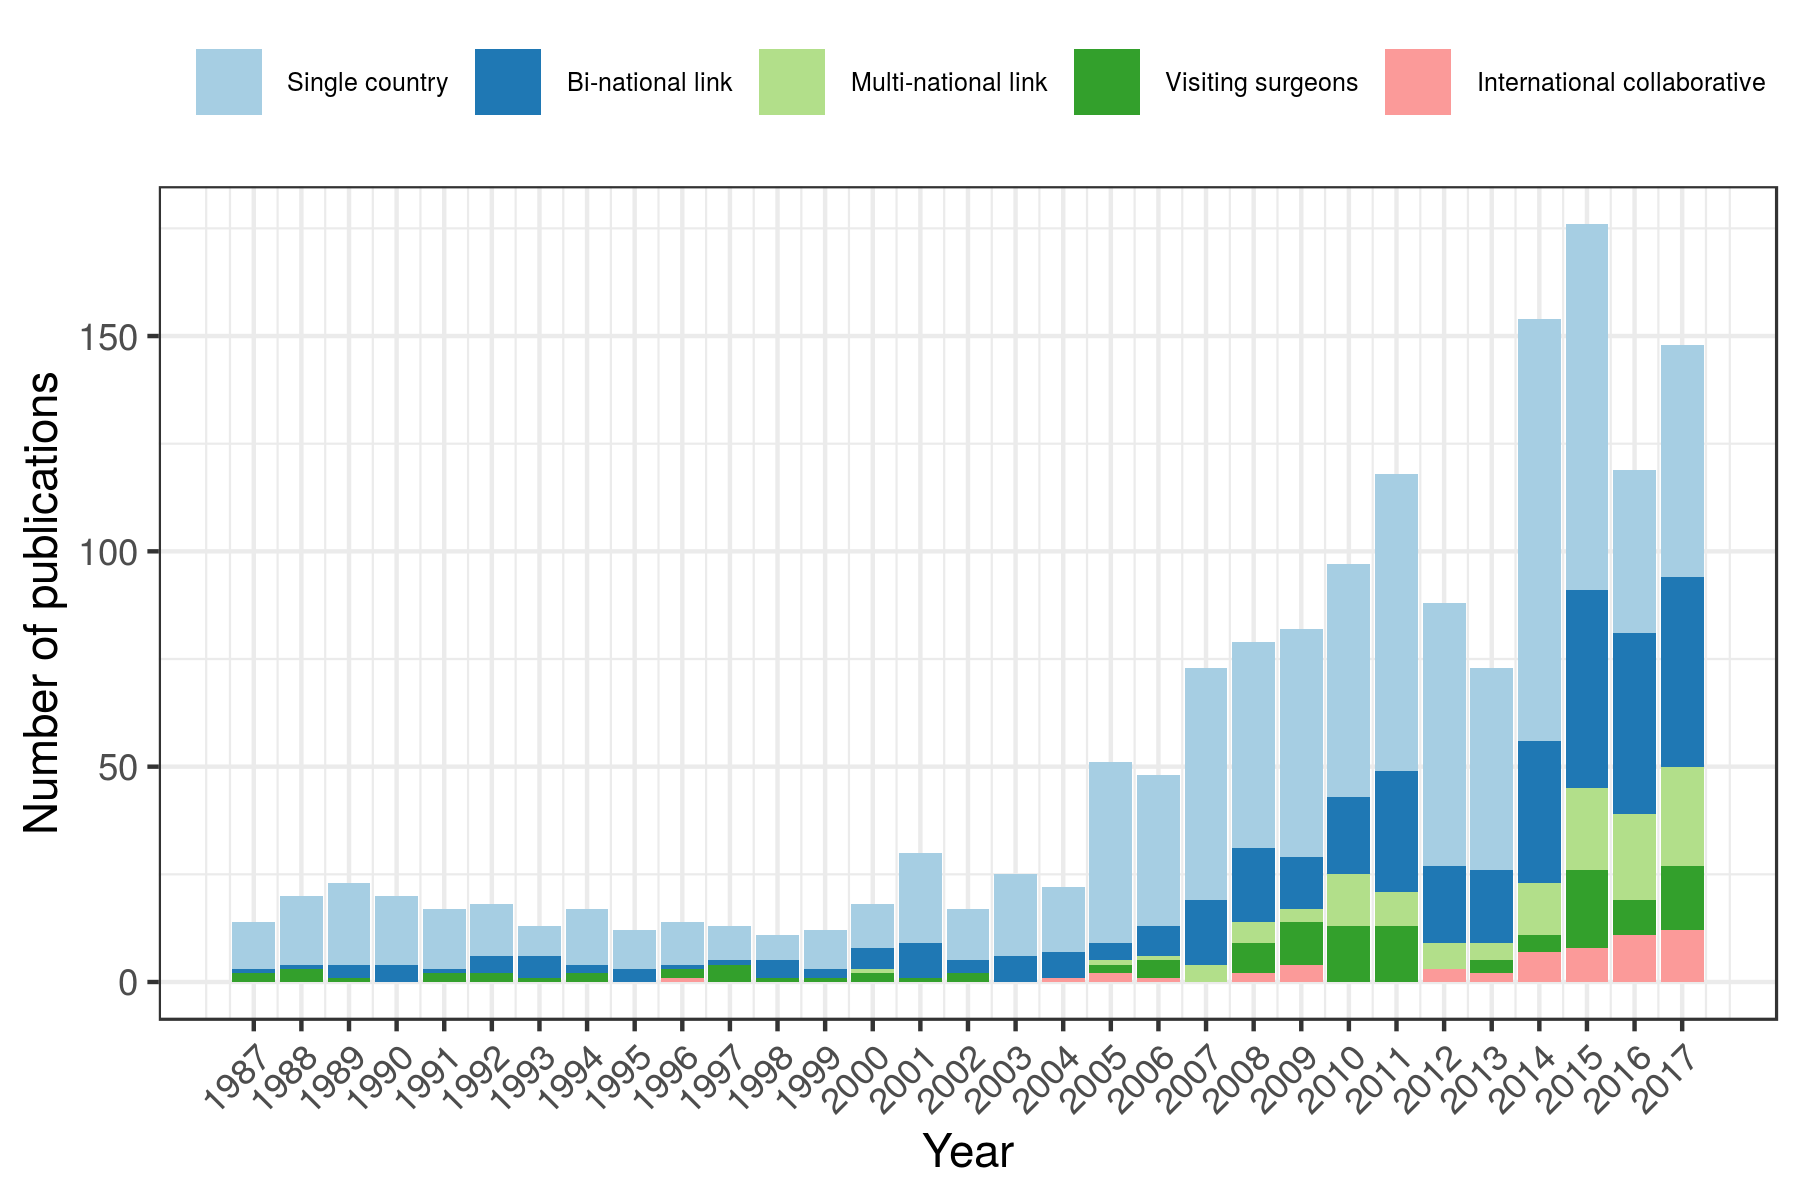 Single country Bi-national link Multi-national link Visiting surgeons International collaborative
Number of publications
150
100
50
0
1987 1988 1989 1990 1991 1992 1993 1994 1995 1996 1997 1998 1999 2000 2001 2002 2003 2004 2005 2006 2007 2008 2009 2010 2011 2012 2013 2014 2015 2016 2017
Year